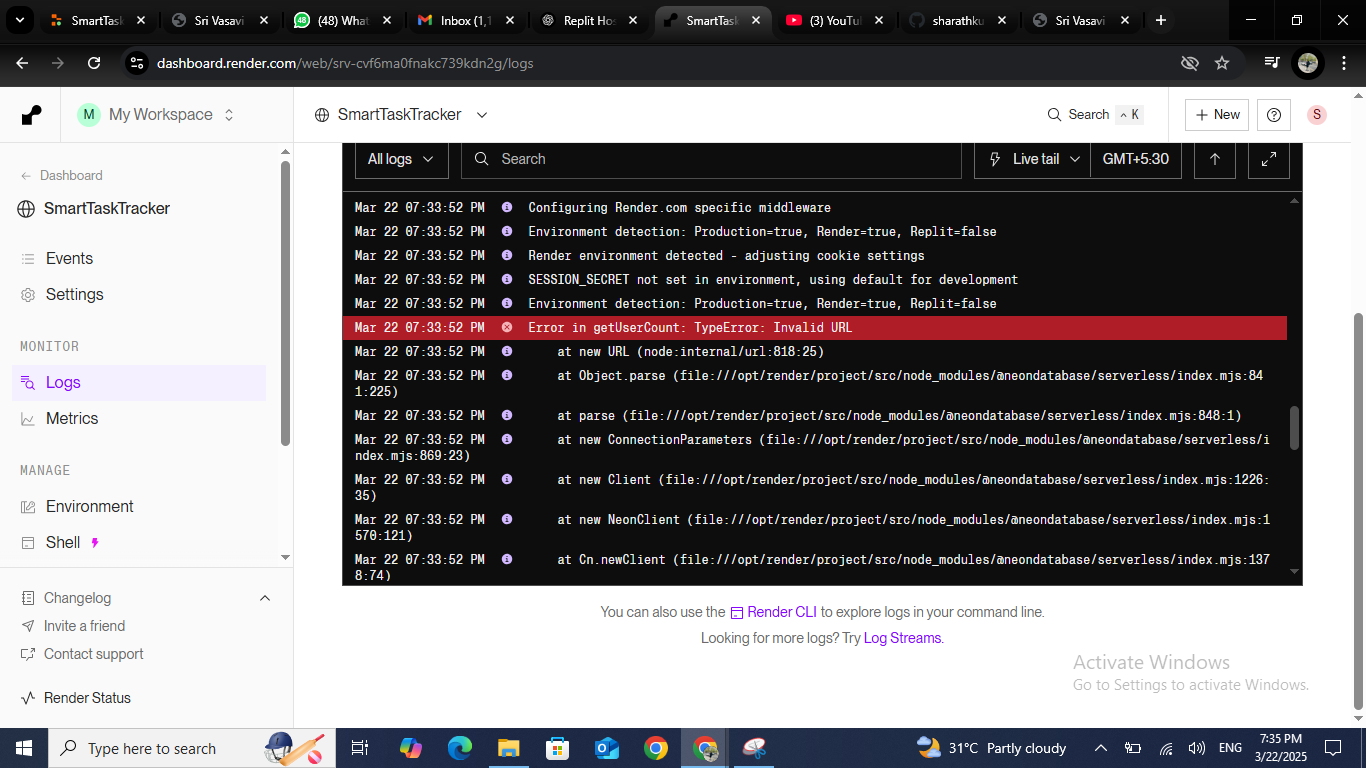 SmartTask
Sri Vasavi
(48) What
Inbox (1,1
Replit Hos
SmartTask
(3) YouTu
sharathku
Sri Vasavi
dashboard.render.com/web/srv-cvf6ma0fnakc739kdn2g/logs
M My Workspace
SmartTaskTracker
Search ^ K
+ New
S
← Dashboard
SmartTaskTracker
Events
Settings
MONITOR
Logs
Metrics
MANAGE
Environment
Shell
Changelog
Invite a friend
Contact support
Render Status
All logs
Search
Live tail
GMT+5:30
Mar 22 07:33:52 PM Configuring Render.com specific middleware
Mar 22 07:33:52 PM Environment detection: Production=true, Render=true, Replit=false
Mar 22 07:33:52 PM Render environment detected - adjusting cookie settings
Mar 22 07:33:52 PM SESSION_SECRET not set in environment, using default for development
Mar 22 07:33:52 PM Environment detection: Production=true, Render=true, Replit=false
Mar 22 07:33:52 PM Error in getUserCount: TypeError: Invalid URL
Mar 22 07:33:52 PM at new URL (node:internal/url:818:25)
Mar 22 07:33:52 PM at Object.parse (file:///opt/render/project/src/node_modules/@neondatabase/serverless/index.mjs:84
1:225)
Mar 22 07:33:52 PM at parse (file:///opt/render/project/src/node_modules/@neondatabase/serverless/index.mjs:848:1)
Mar 22 07:33:52 PM at new ConnectionParameters (file:///opt/render/project/src/node_modules/@neondatabase/serverless/i
ndex.mjs:869:23)
Mar 22 07:33:52 PM at new Client (file:///opt/render/project/src/node_modules/@neondatabase/serverless/index.mjs:1226:
35)
Mar 22 07:33:52 PM at new NeonClient (file:///opt/render/project/src/node_modules/@neondatabase/serverless/index.mjs:1
570:121)
Mar 22 07:33:52 PM at Cn.newClient (file:///opt/render/project/src/node_modules/@neondatabase/serverless/index.mjs:137
8:74)
You can also use the Render CLI to explore logs in your command line.
Looking for more logs? Try Log Streams.
Activate Windows
Go to Settings to activate Windows.
Type here to search
31°C Partly cloudy
ENG
7:35 PM
3/22/2025